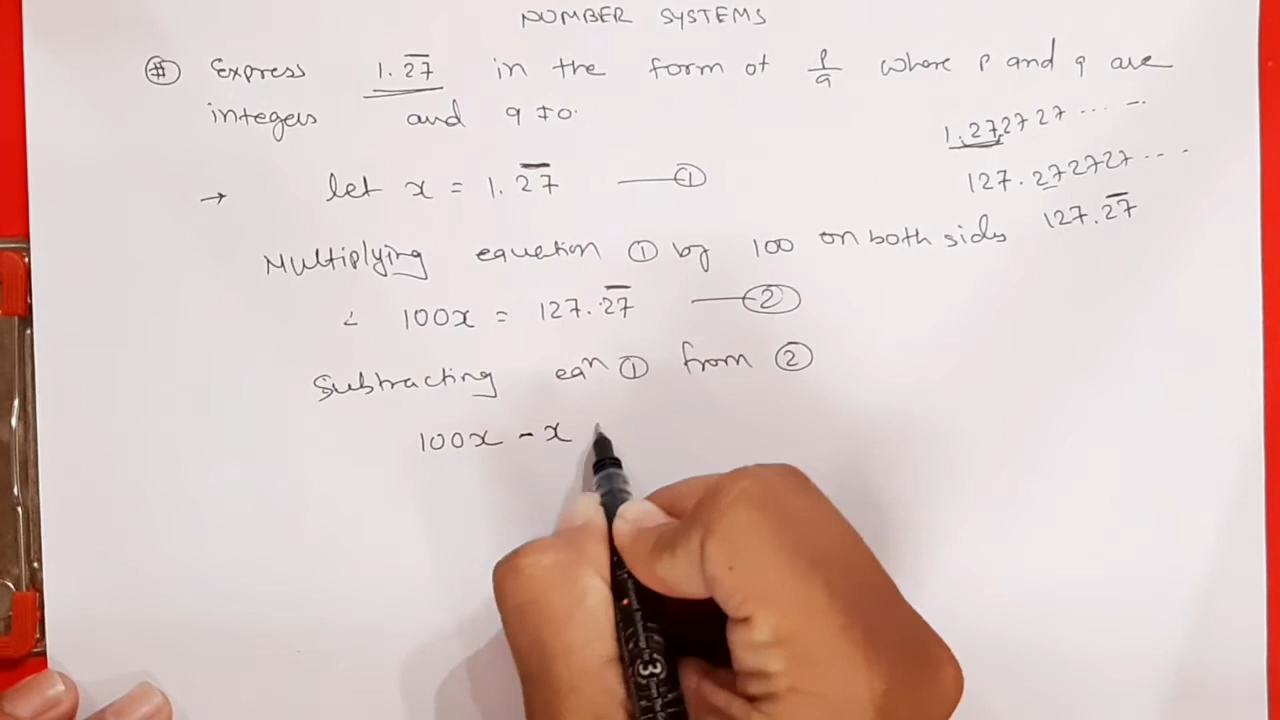 NUMBER SYSTEMS
# Express 1.2̅7̅ in the form of p/q where p and q are
integers and q ≠ 0.
1.272727... ...
→ let x = 1.2̅7̅ —— ①
127.272727... ..
127.2̅7̅
Multiplying equation ① by 100 on both sides
∴ 100x = 127.2̅7̅ —— ②
Subtracting eqn ① from ②
100x - x
3